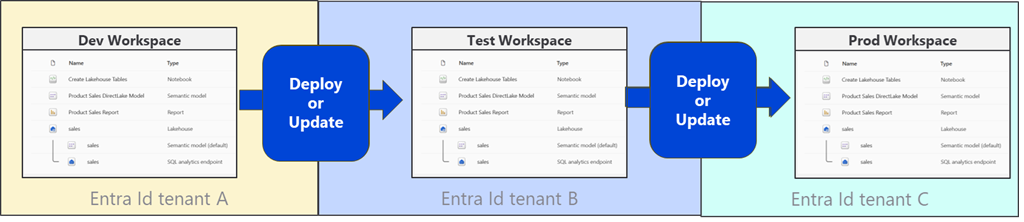 Dev Workspace
Name Type
Create Lakehouse Tables Notebook
Product Sales DirectLake Model Semantic model
Product Sales Report Report
sales Lakehouse
sales Semantic model (default)
sales SQL analytics endpoint
Entra Id tenant A
Deploy
or
Update
Test Workspace
Name Type
Create Lakehouse Tables Notebook
Product Sales DirectLake Model Semantic model
Product Sales Report Report
sales Lakehouse
sales Semantic model (default)
sales SQL analytics endpoint
Entra Id tenant B
Deploy
or
Update
Prod Workspace
Name Type
Create Lakehouse Tables Notebook
Product Sales DirectLake Model Semantic model
Product Sales Report Report
sales Lakehouse
sales Semantic model (default)
sales SQL analytics endpoint
Entra Id tenant C